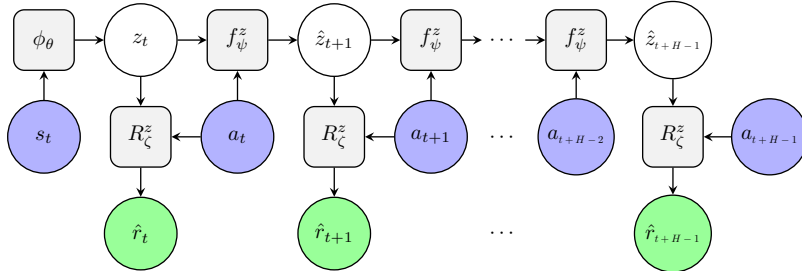 ϕ_θ z_t f^z_ψ ẑ_{t+1} f^z_ψ ⋯ f^z_ψ ẑ_{t+H−1}
s_t R^z_ζ a_t R^z_ζ a_{t+1} ⋯ a_{t+H−2} R^z_ζ a_{t+H−1}
r̂_t r̂_{t+1} ⋯ r̂_{t+H−1}